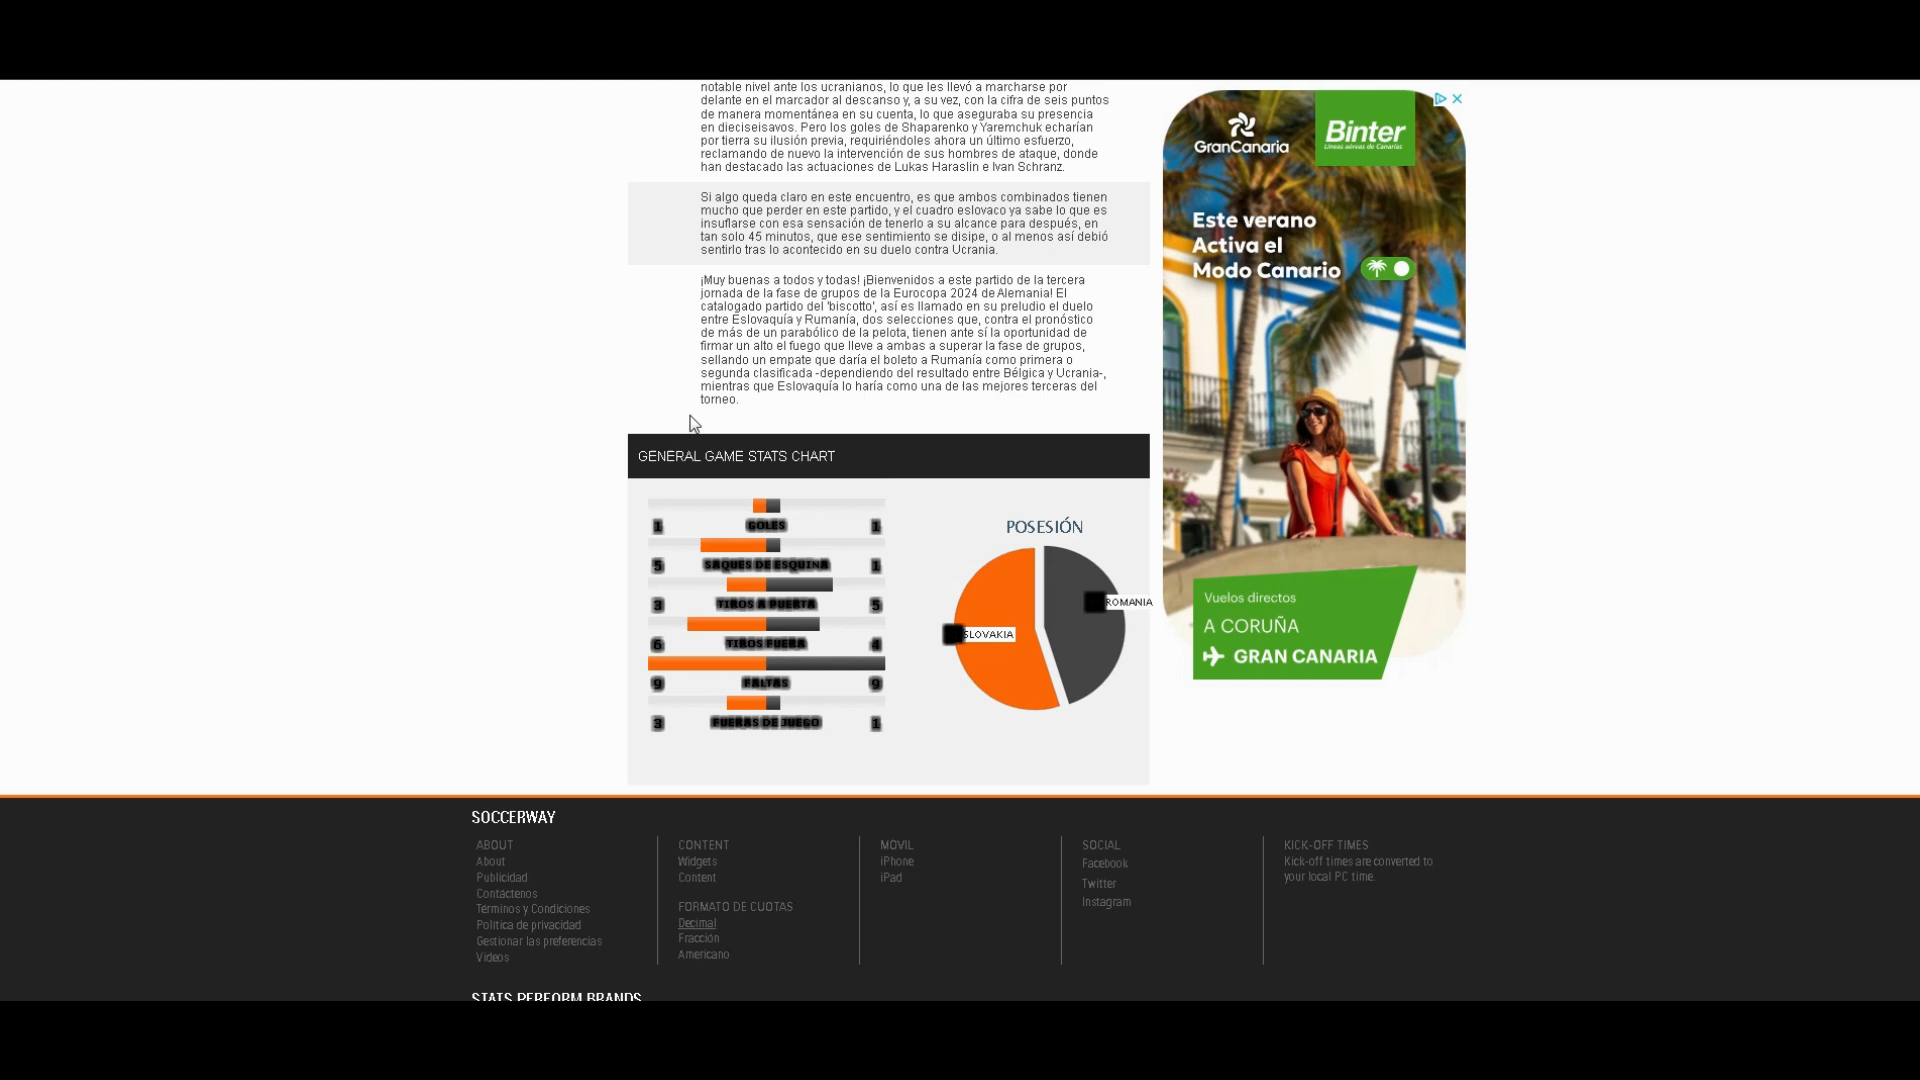 notable nivel ante los ucranianos, lo que les llevó a marcharse por
delante en el marcador al descanso y, a su vez, con la cifra de seis puntos
de manera momentánea en su cuenta, lo que aseguraba su presencia
en dieciseisavos. Pero los goles de Shaparenko y Yaremchuk echarían
por tierra su ilusión previa, requiriéndoles ahora un último esfuerzo,
reclamando de nuevo la intervención de sus hombres de ataque, donde
han destacado las actuaciones de Lukas Haraslin e Ivan Schranz.
Si algo queda claro en este encuentro, es que ambos combinados tienen
mucho que perder en este partido, y el cuadro eslovaco ya sabe lo que es
insuflarse con esa sensación de tenerlo a su alcance para después, en
tan solo 45 minutos, que ese sentimiento se disipe, o al menos así debió
sentirlo tras lo acontecido en su duelo contra Ucrania.
¡Muy buenas a todos y todas! ¡Bienvenidos a este partido de la tercera
jornada de la fase de grupos de la Eurocopa 2024 de Alemania! El
catalogado partido del 'biscotto', así es llamado en su preludio el duelo
entre Eslovaquía y Rumanía, dos selecciones que, contra el pronóstico
de más de un parabólico de la pelota, tienen ante sí la oportunidad de
firmar un alto el fuego que lleve a ambas a superar la fase de grupos,
sellando un empate que daría el boleto a Rumanía como primera o
segunda clasificada -dependiendo del resultado entre Bélgica y Ucrania-,
mientras que Eslovaquía lo haría como una de las mejores terceras del
torneo.
GENERAL GAME STATS CHART
1 GOLES 1
5 SAQUES DE ESQUINA 1
3 TIROS A PUERTA 5
6 TIROS FUERA 4
9 FALTAS 9
3 FUERAS DE JUEGO 1
POSESIÓN
ROMANIA
SLOVAKIA
GranCanaria
Binter
Líneas aéreas de Canarias
Este verano
Activa el
Modo Canario
Vuelos directos
A CORUÑA
GRAN CANARIA
SOCCERWAY
ABOUT
About
Publicidad
Contáctenos
Términos y Condiciones
Política de privacidad
Gestionar las preferencias
Videos
CONTENT
Widgets
Content
FORMATO DE CUOTAS
Decimal
Fracción
Americano
MÓVIL
iPhone
iPad
SOCIAL
Facebook
Twitter
Instagram
KICK-OFF TIMES
Kick-off times are converted to
your local PC time.
STATS PERFORM BRANDS